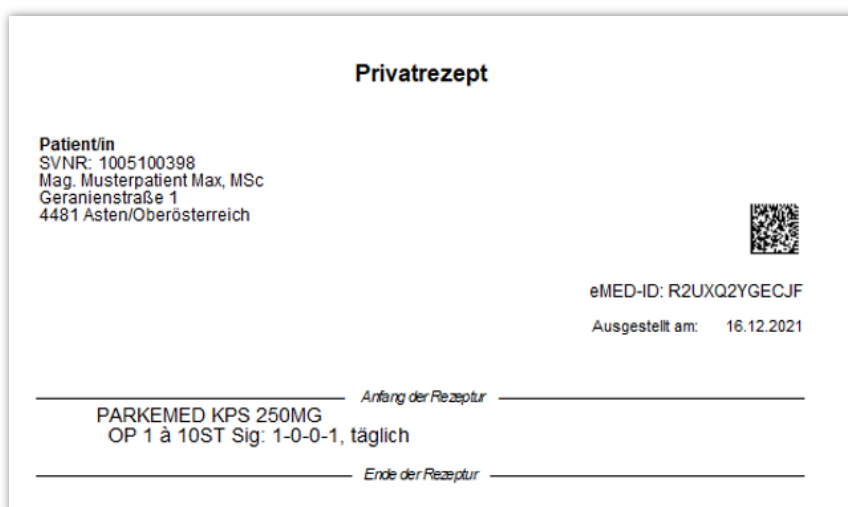 Privatrezept
Patient/in
SVNR: 1005100398
Mag. Musterpatient Max, MSc
Geranienstraße 1
4481 Asten/Oberösterreich
eMED-ID: R2UXQ2YGECJF
Ausgestellt am: 16.12.2021
Anfang der Rezeptur
PARKEMED KPS 250MG
OP 1 à 10ST Sig: 1-0-0-1, täglich
Ende der Rezeptur